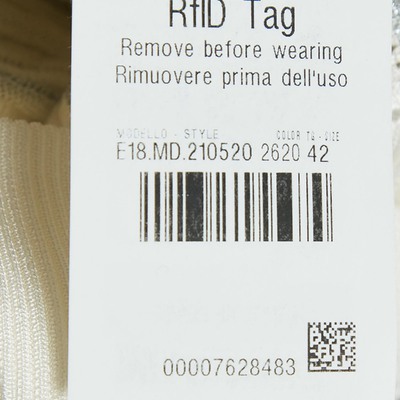 RfID Tag
Remove before wearing
Rimuovere prima dell'uso
MODELLO - STYLE COLOR TG - SIZE
E18.MD.210520 2620 42
00007628483